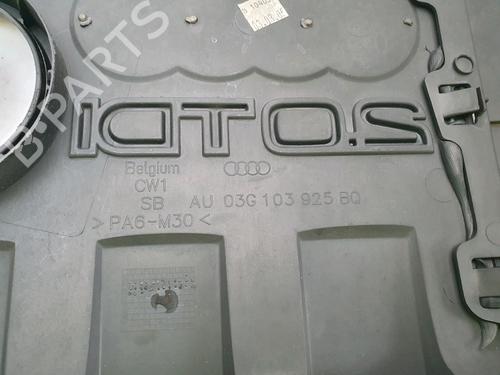 B-PARTS
2.0TDI
Belgium
CW1
SB AU 03G 103 925 BQ
>PA6-M30<